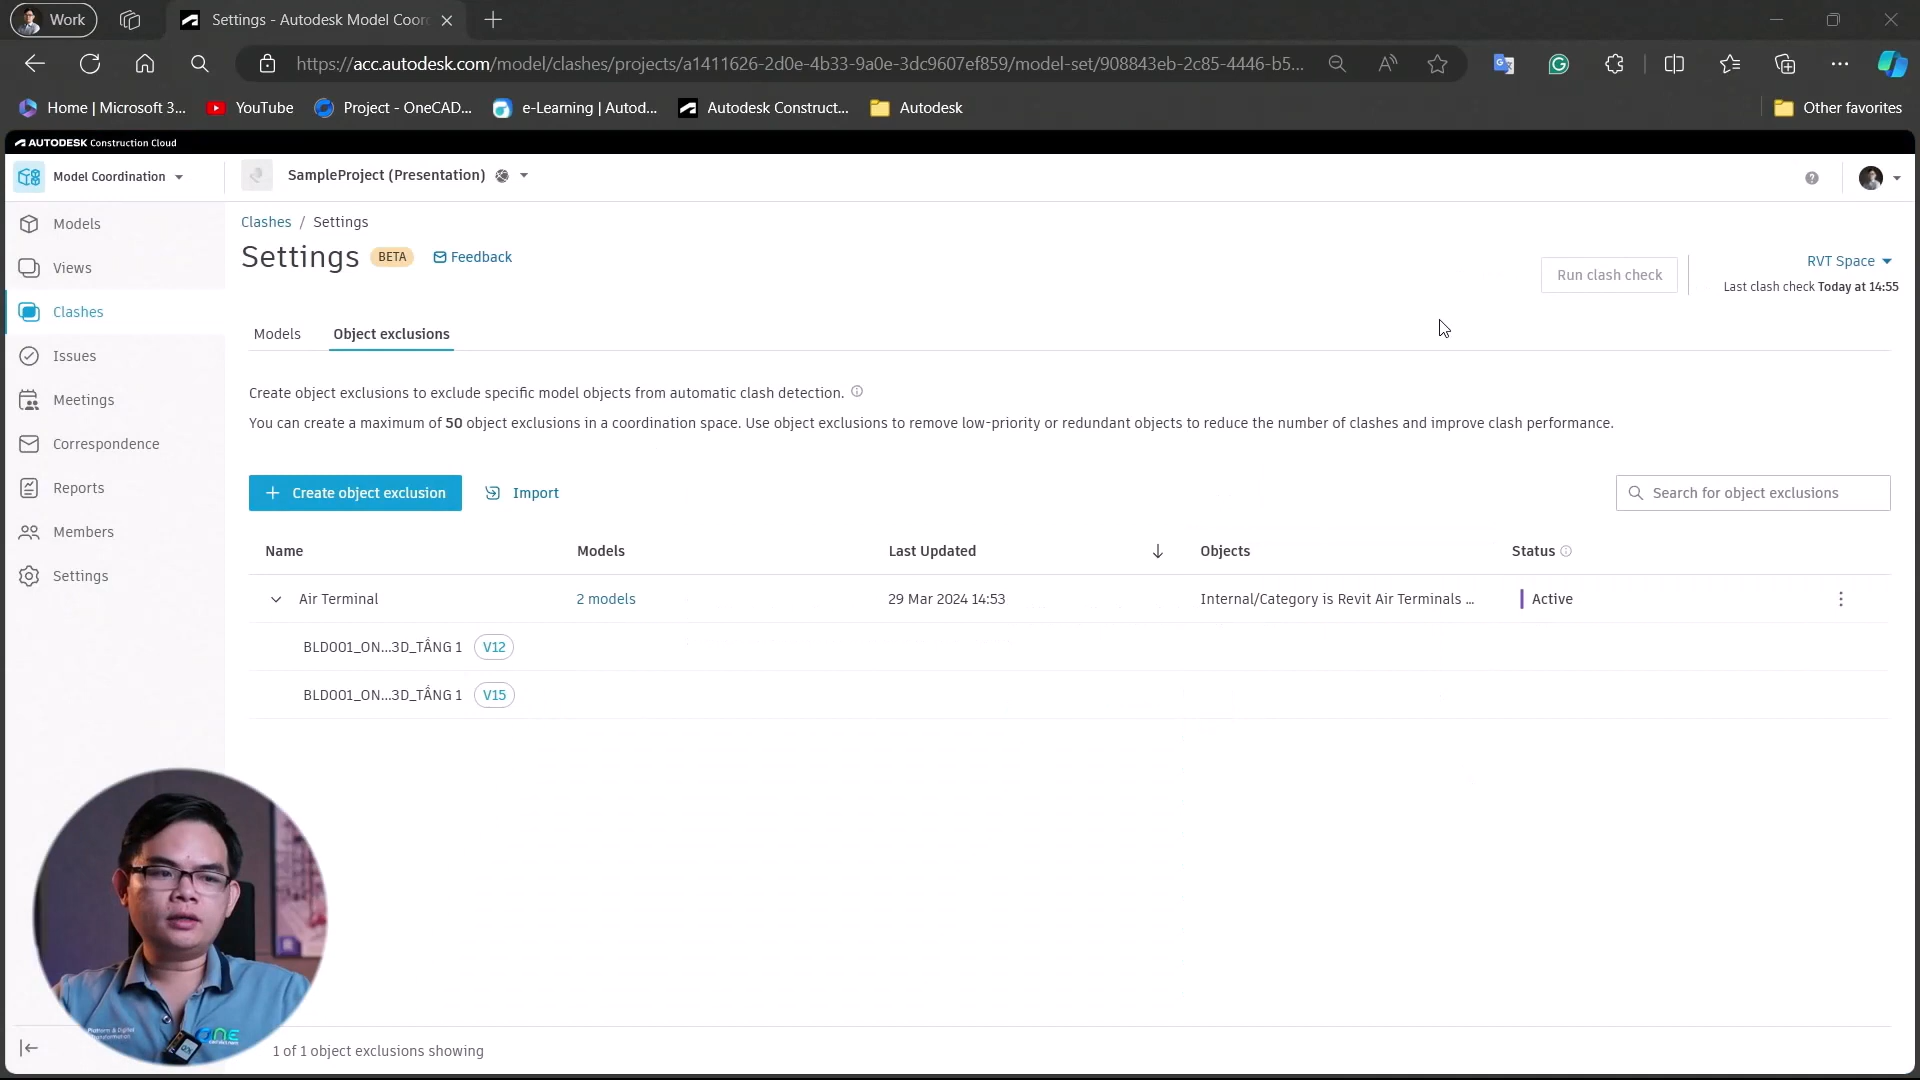 Work
Settings - Autodesk Model Coor
https://acc.autodesk.com/model/clashes/projects/a1411626-2d0e-4b33-9a0e-3dc9607ef859/model-set/908843eb-2c85-4446-b5...
Home | Microsoft 3...
YouTube
Project - OneCAD...
e-Learning | Autod...
Autodesk Construct...
Autodesk
Other favorites
AUTODESK Construction Cloud
Model Coordination
SampleProject (Presentation)
Models
Views
Clashes
Issues
Meetings
Correspondence
Reports
Members
Settings
Clashes / Settings
Settings BETA Feedback
Run clash check
RVT Space
Last clash check Today at 14:55
Models Object exclusions
Create object exclusions to exclude specific model objects from automatic clash detection.
You can create a maximum of 50 object exclusions in a coordination space. Use object exclusions to remove low-priority or redundant objects to reduce the number of clashes and improve clash performance.
+ Create object exclusion
Import
Search for object exclusions
Name Models Last Updated Objects Status
Air Terminal 2 models 29 Mar 2024 14:53 Internal/Category is Revit Air Terminals ... Active
BLD001_ON...3D_TẦNG 1 V12
BLD001_ON...3D_TẦNG 1 V15
Platform & Digital
ONE
1 of 1 object exclusions showing